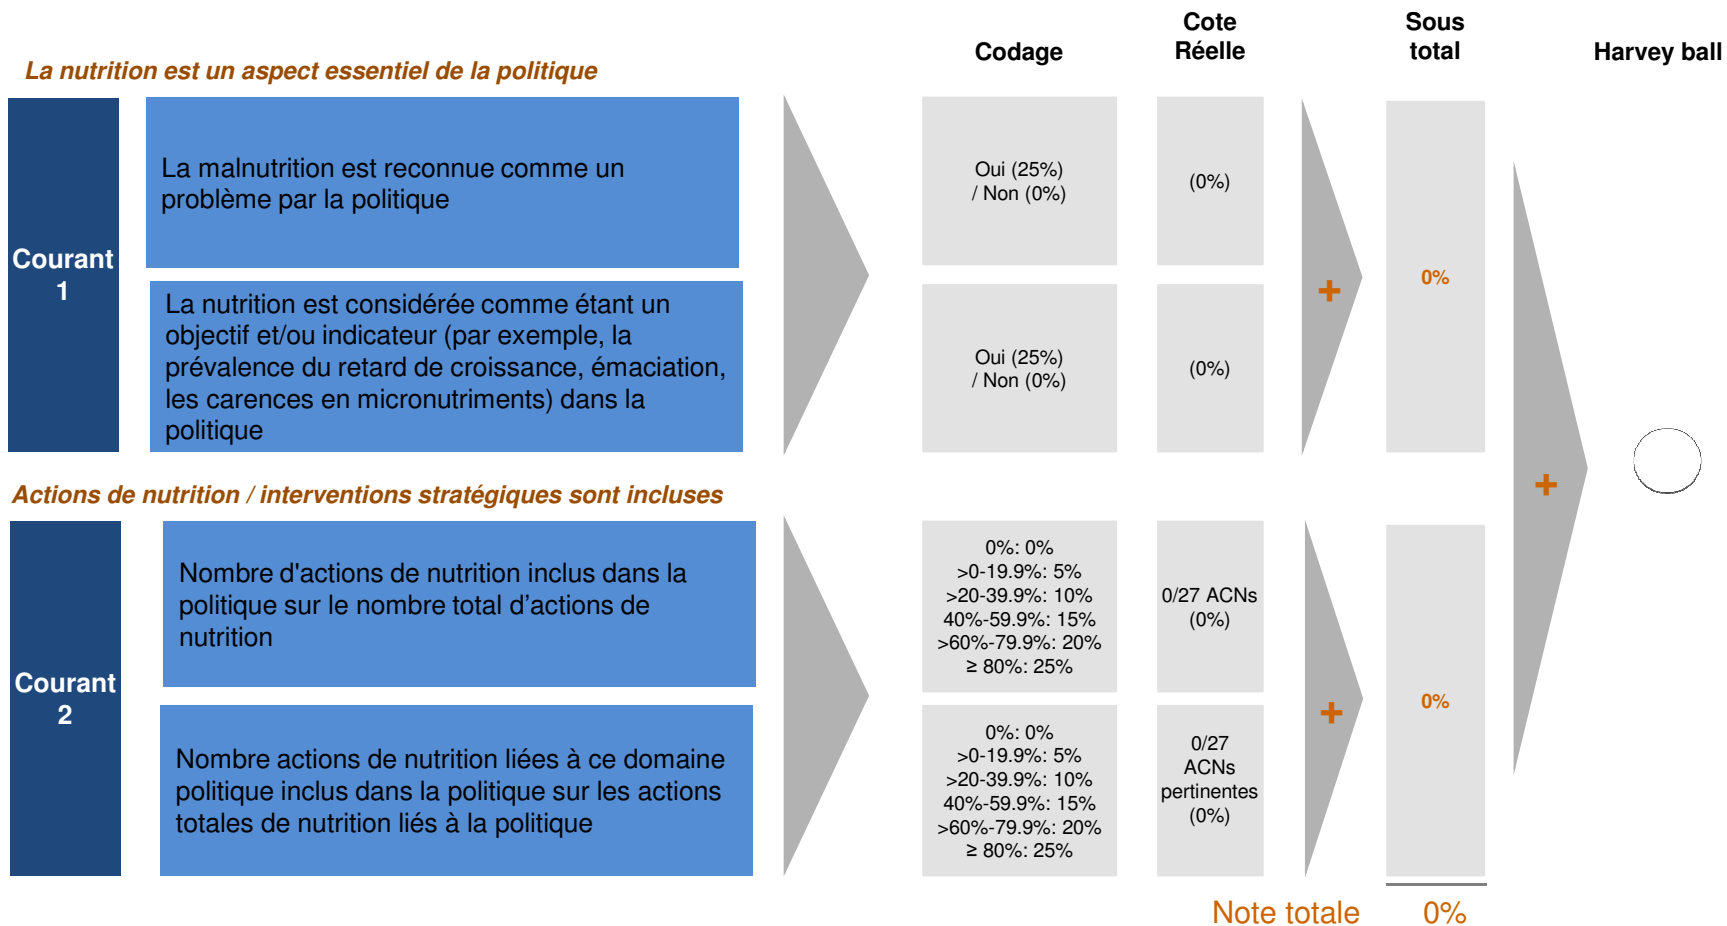 Codage
Cote
Réelle
Sous
total
Harvey ball
La nutrition est un aspect essentiel de la politique
Courant
1
La malnutrition est reconnue comme un
problème par la politique
Oui (25%)
/ Non (0%)
(0%)
La nutrition est considérée comme étant un
objectif et/ou indicateur (par exemple, la
prévalence du retard de croissance, émaciation,
les carences en micronutriments) dans la
politique
Oui (25%)
/ Non (0%)
(0%)
+
0%
+
Actions de nutrition / interventions stratégiques sont incluses
Courant
2
Nombre d'actions de nutrition inclus dans la
politique sur le nombre total d’actions de
nutrition
0%: 0%
>0-19.9%: 5%
>20-39.9%: 10%
40%-59.9%: 15%
>60%-79.9%: 20%
≥ 80%: 25%
0/27 ACNs
(0%)
Nombre actions de nutrition liées à ce domaine
politique inclus dans la politique sur les actions
totales de nutrition liés à la politique
0%: 0%
>0-19.9%: 5%
>20-39.9%: 10%
40%-59.9%: 15%
>60%-79.9%: 20%
≥ 80%: 25%
0/27
ACNs
pertinentes
(0%)
+
0%
Note totale 0%